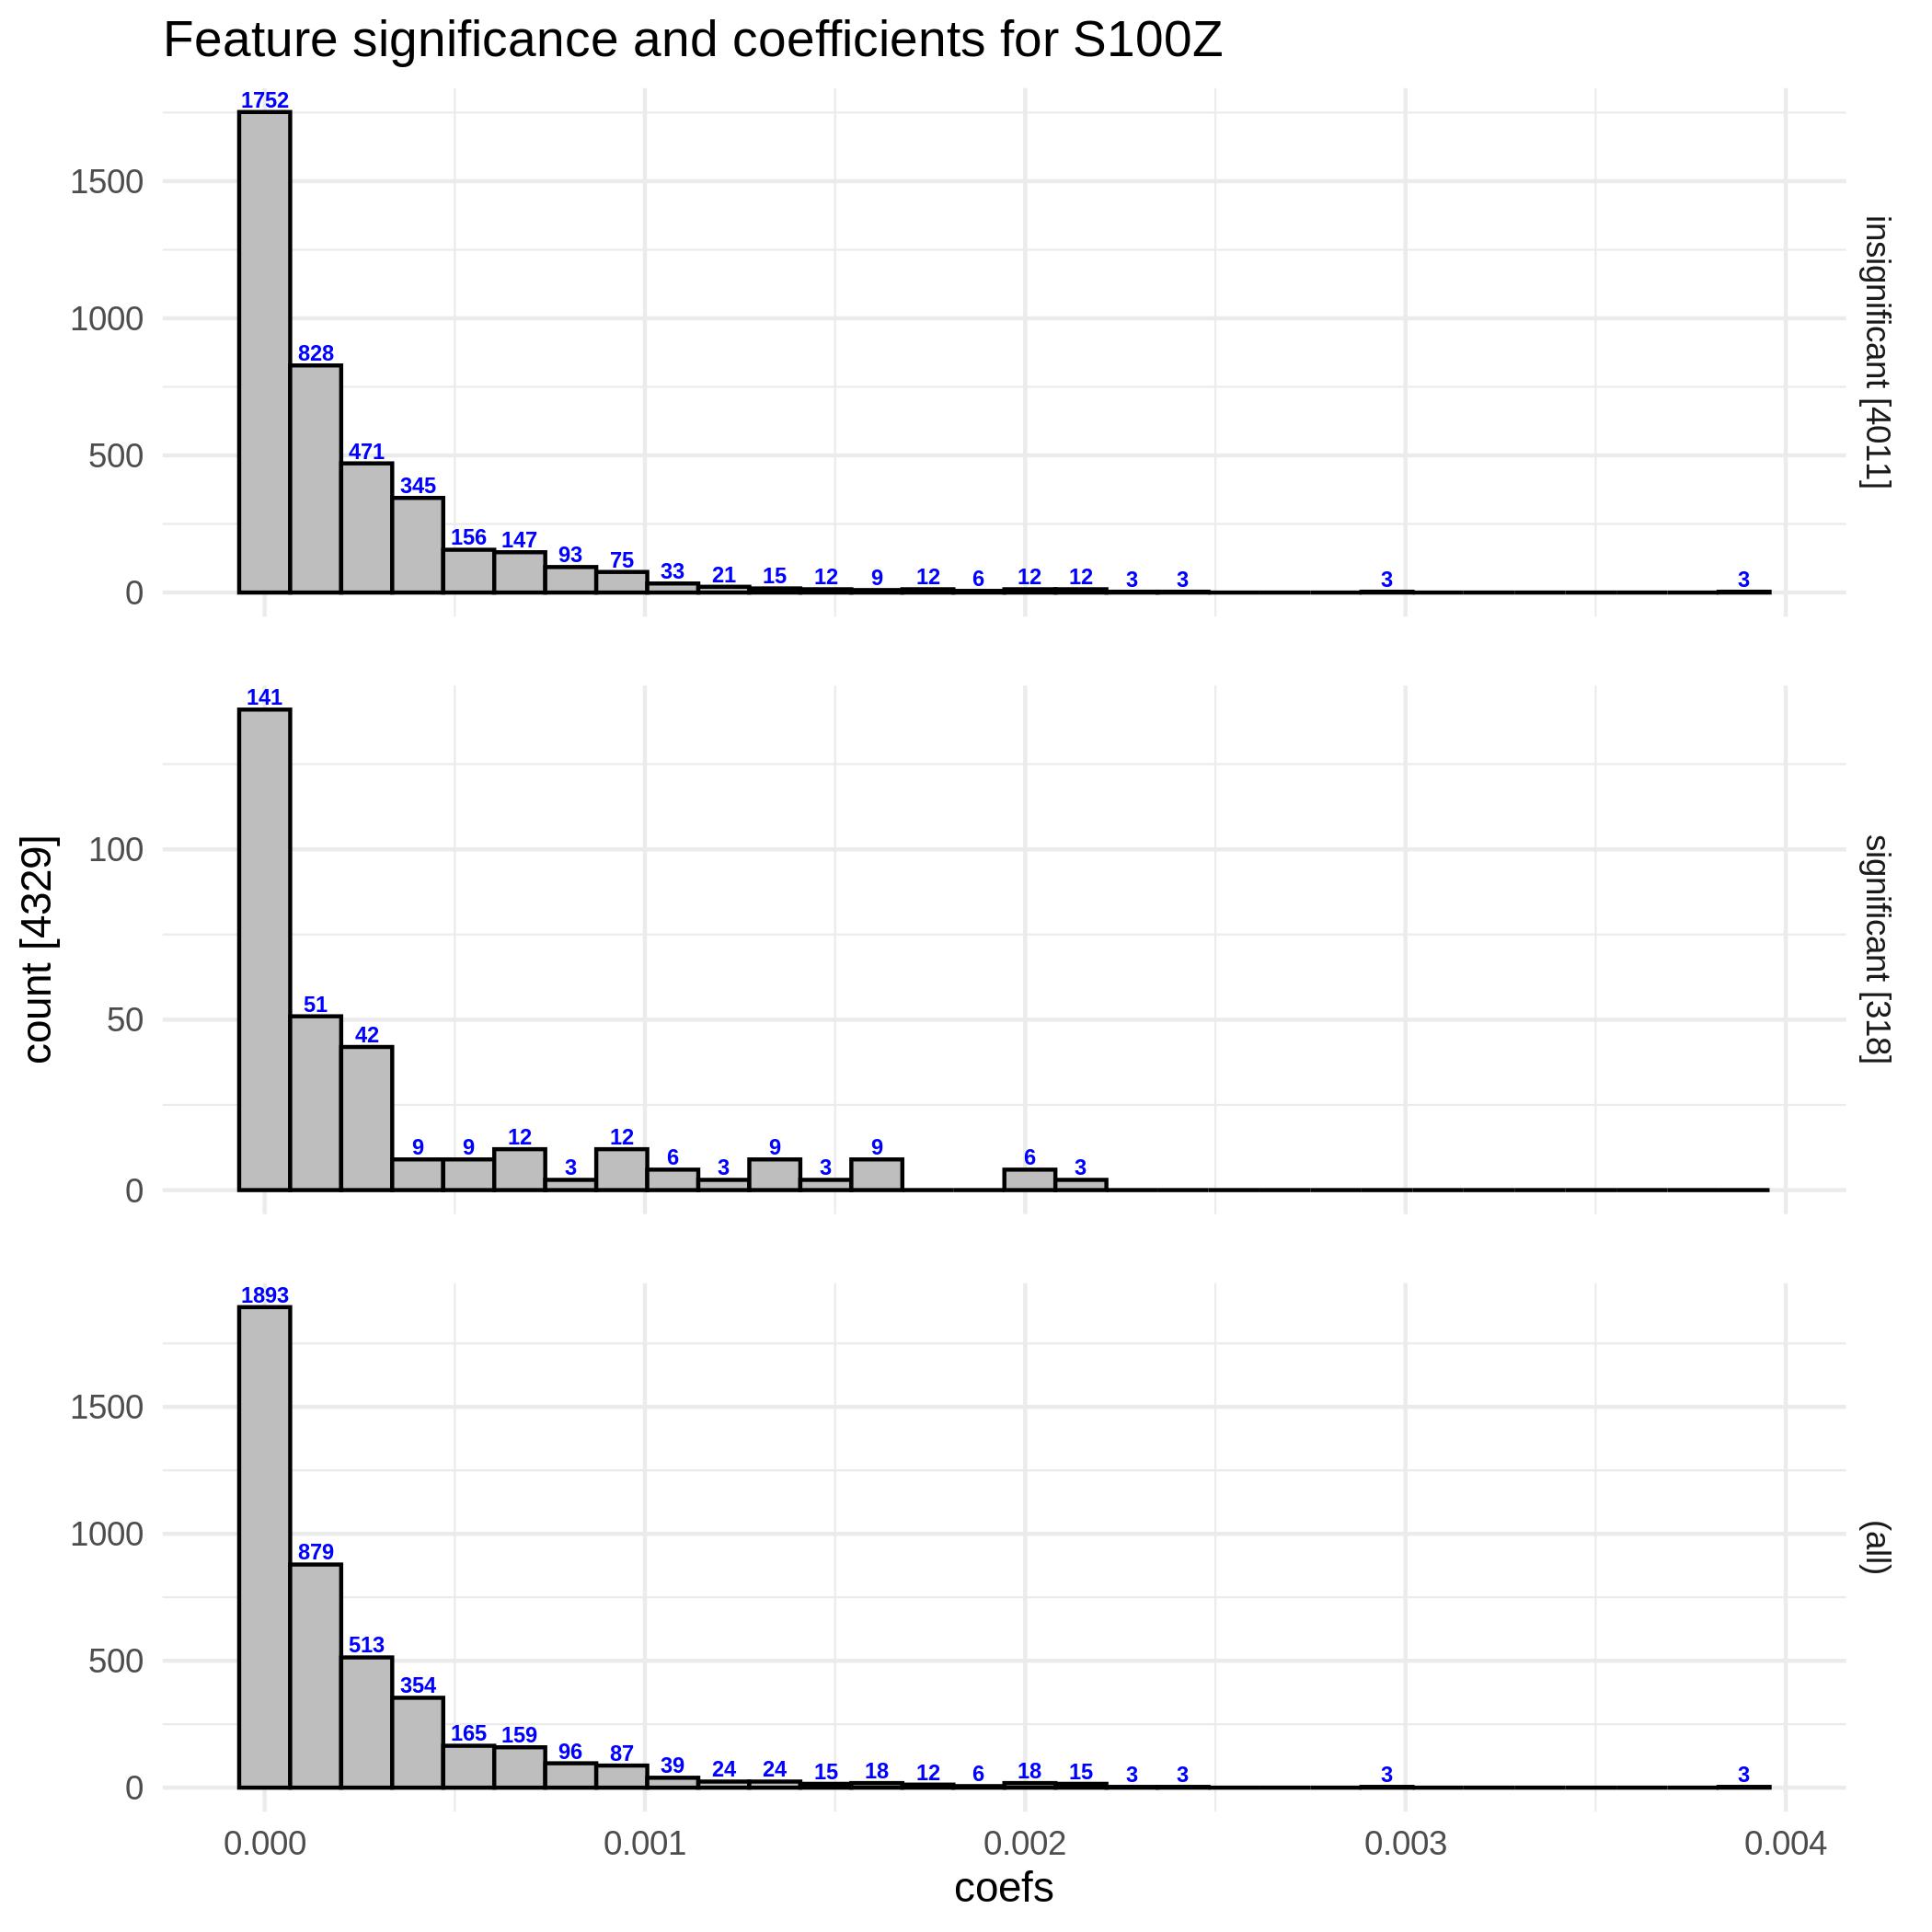 Feature significance and coefficients for S100Z
1752
1500
1000
828
500
471
345
156 147 93 75 33 21 15 12 9 12 6 12 12 3 3 3 3
0
insignificant [4011]
141
100
50
51
42
9 9 12 3 12 6 3 9 3 9 6 3
0
significant [318]
count [4329]
1893
1500
1000
879
500
513
354
165 159 96 87 39 24 24 15 18 12 6 18 15 3 3 3 3
0
(all)
0.000 0.001 0.002 0.003 0.004
coefs